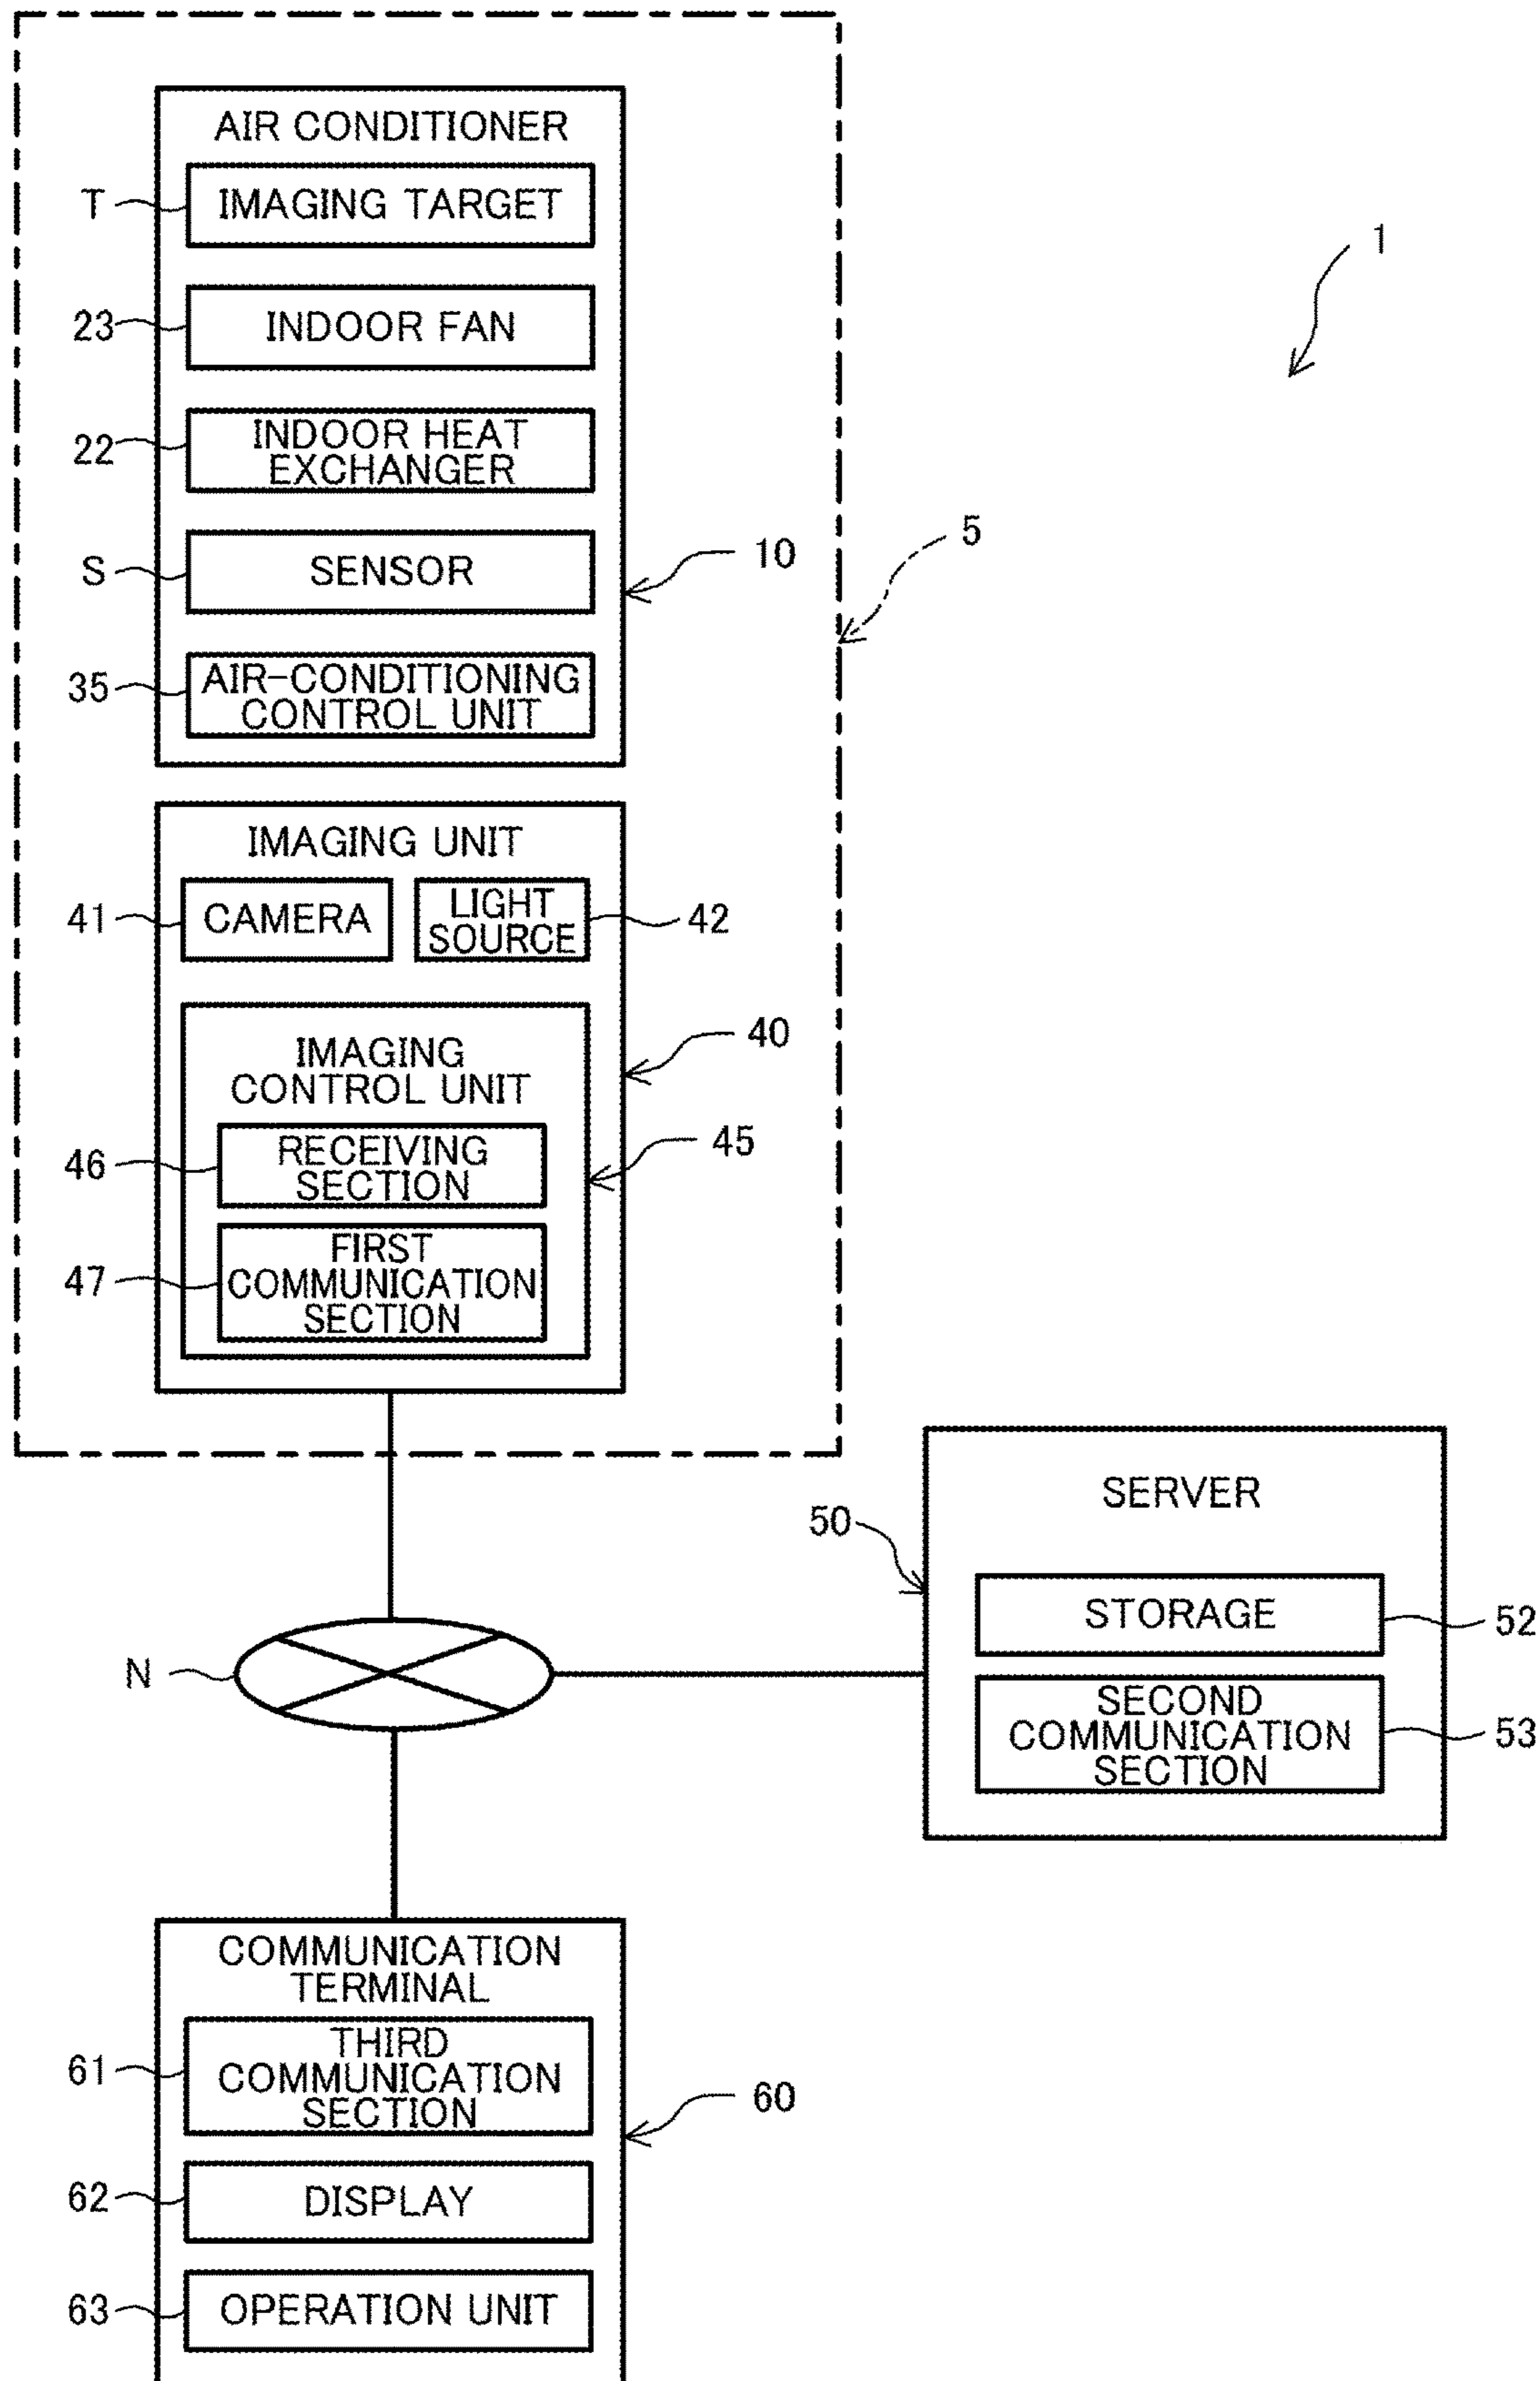 AIR CONDITIONER
T
IMAGING TARGET
1
23
INDOOR FAN
22
INDOOR HEAT
EXCHANGER
S
SENSOR
10
5
35
AIR-CONDITIONING
CONTROL UNIT
IMAGING UNIT
41
CAMERA
LIGHT
SOURCE
42
IMAGING
CONTROL UNIT
40
46
RECEIVING
SECTION
45
47
FIRST
COMMUNICATION
SECTION
SERVER
50
STORAGE
52
N
SECOND
COMMUNICATION
SECTION
53
COMMUNICATION
TERMINAL
61
THIRD
COMMUNICATION
SECTION
60
62
DISPLAY
63
OPERATION UNIT